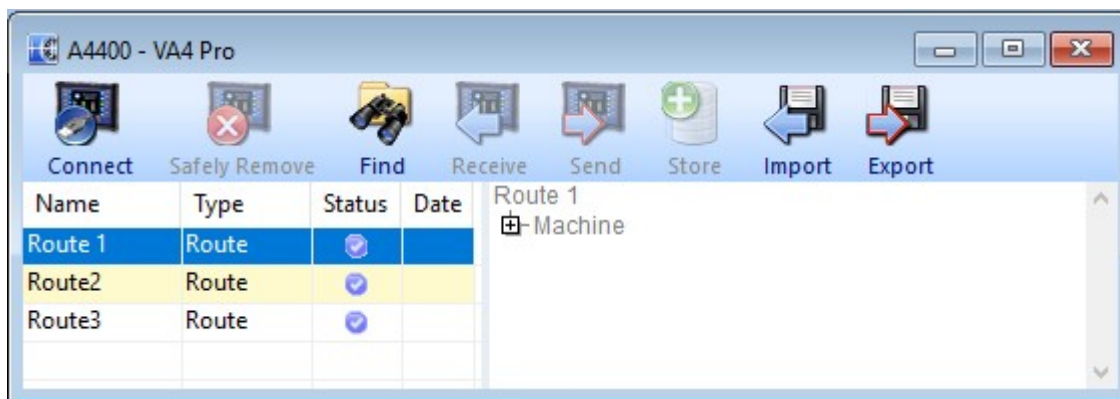 A4400 - VA4 Pro
Connect Safely Remove Find Receive Send Store Import Export
Name Type Status Date
Route 1 Route
Route2 Route
Route3 Route
Route 1
Machine